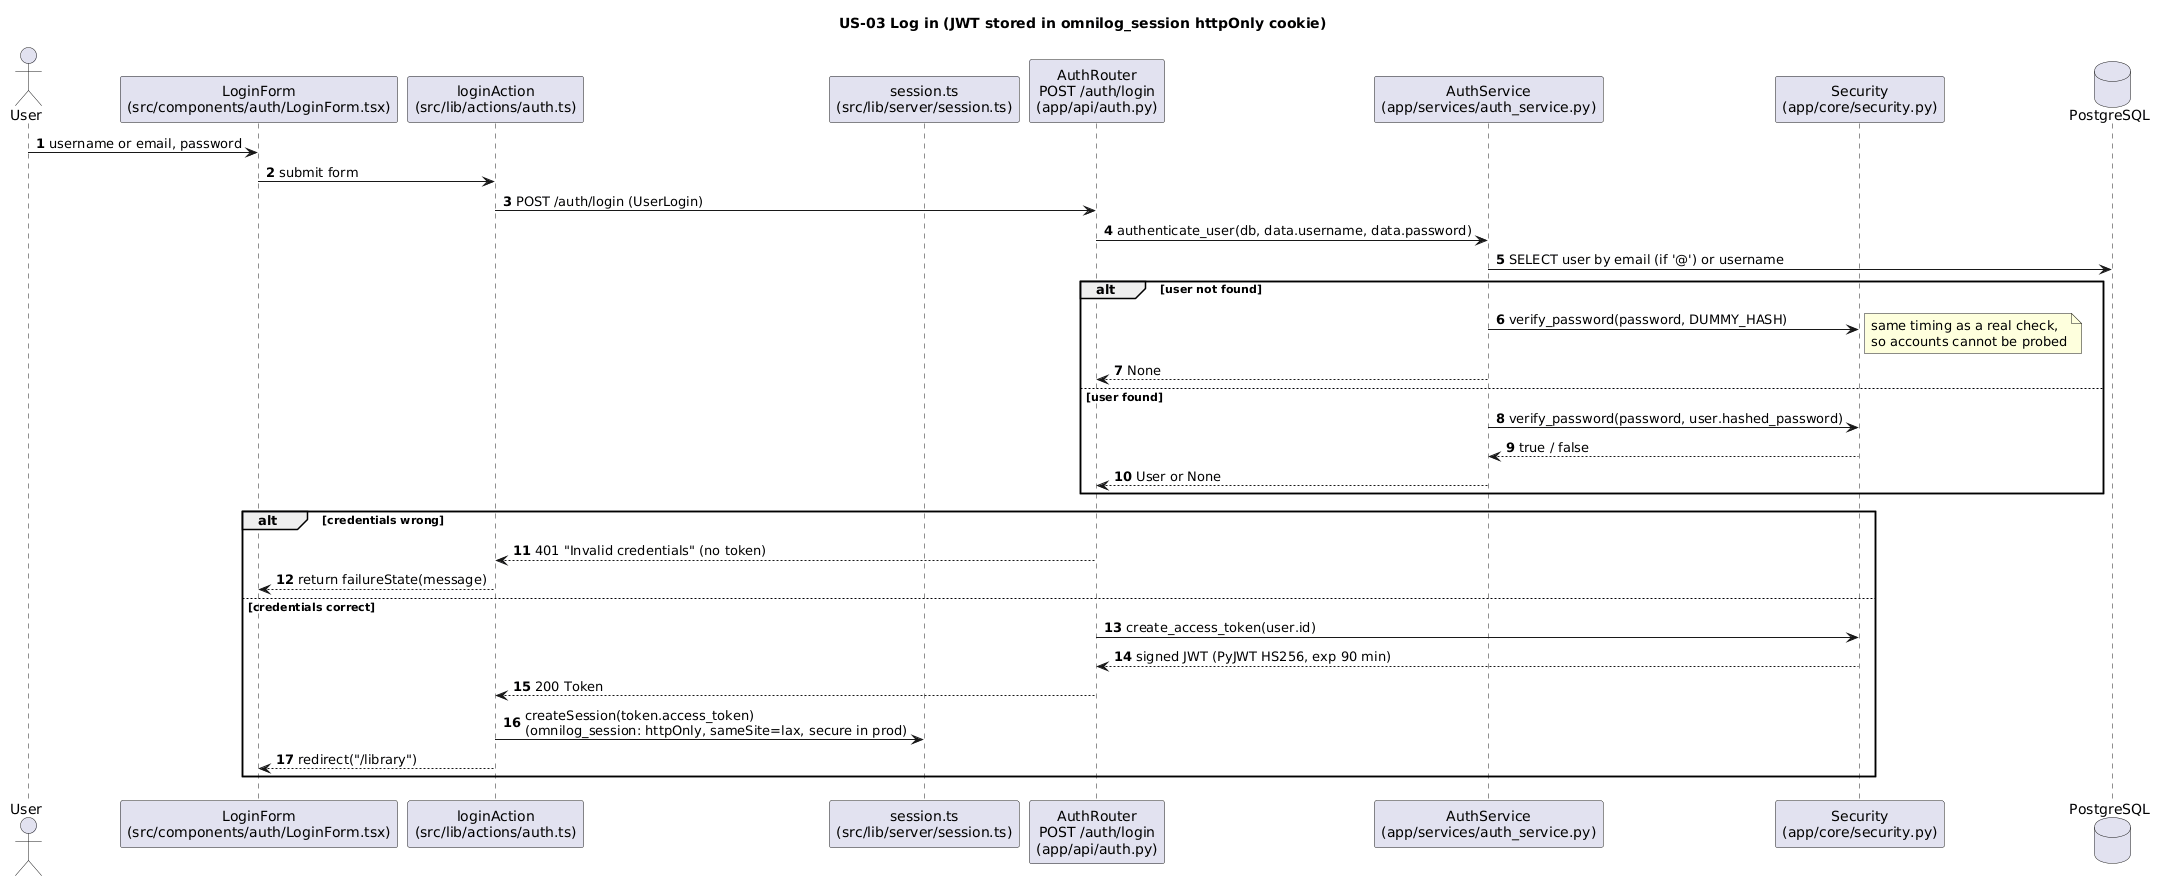 US-03 Log in (JWT stored in omnilog_session httpOnly cookie)
User
LoginForm
(src/components/auth/LoginForm.tsx)
loginAction
(src/lib/actions/auth.ts)
session.ts
(src/lib/server/session.ts)
AuthRouter
POST /auth/login
(app/api/auth.py)
AuthService
(app/services/auth_service.py)
Security
(app/core/security.py)
PostgreSQL
1 username or email, password
2 submit form
3 POST /auth/login (UserLogin)
4 authenticate_user(db, data.username, data.password)
5 SELECT user by email (if '@') or username
alt [user not found]
6 verify_password(password, DUMMY_HASH)
same timing as a real check,
so accounts cannot be probed
7 None
[user found]
8 verify_password(password, user.hashed_password)
9 true / false
10 User or None
alt [credentials wrong]
11 401 "Invalid credentials" (no token)
12 return failureState(message)
[credentials correct]
13 create_access_token(user.id)
14 signed JWT (PyJWT HS256, exp 90 min)
15 200 Token
16 createSession(token.access_token)
(omnilog_session: httpOnly, sameSite=lax, secure in prod)
17 redirect("/library")
User
LoginForm
(src/components/auth/LoginForm.tsx)
loginAction
(src/lib/actions/auth.ts)
session.ts
(src/lib/server/session.ts)
AuthRouter
POST /auth/login
(app/api/auth.py)
AuthService
(app/services/auth_service.py)
Security
(app/core/security.py)
PostgreSQL